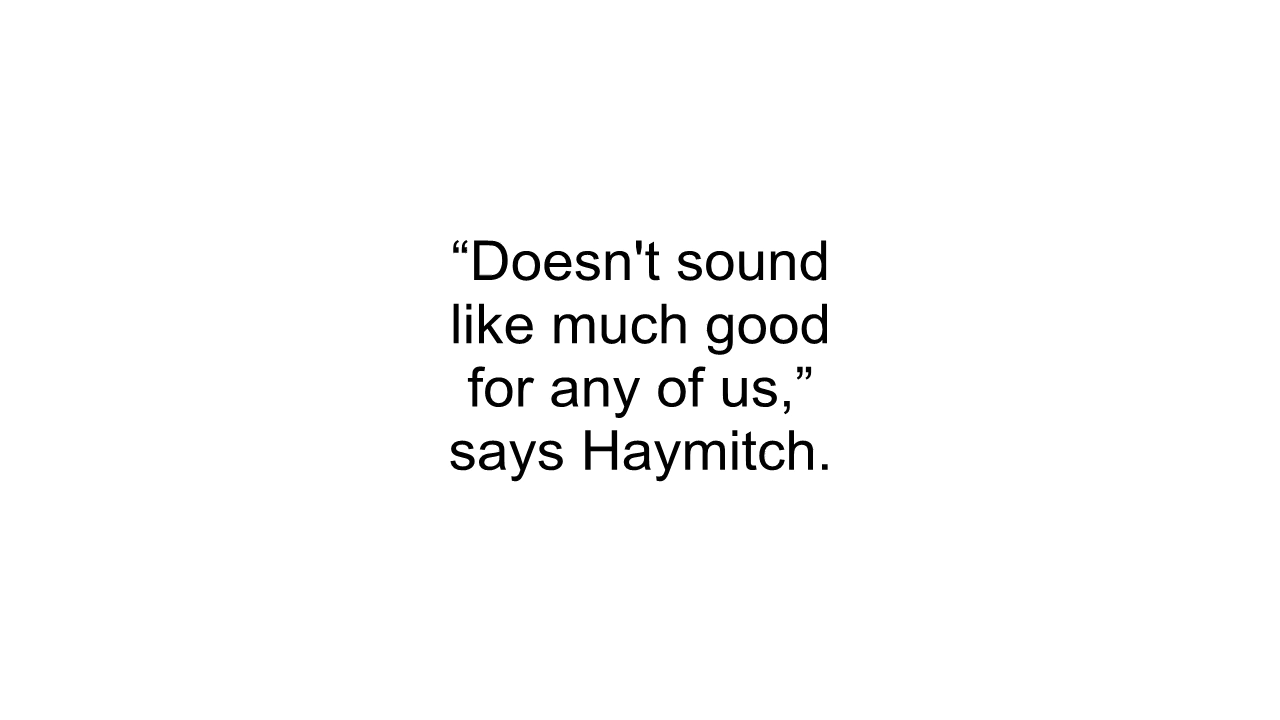 “Doesn't sound
like much good
for any of us,”
says Haymitch.